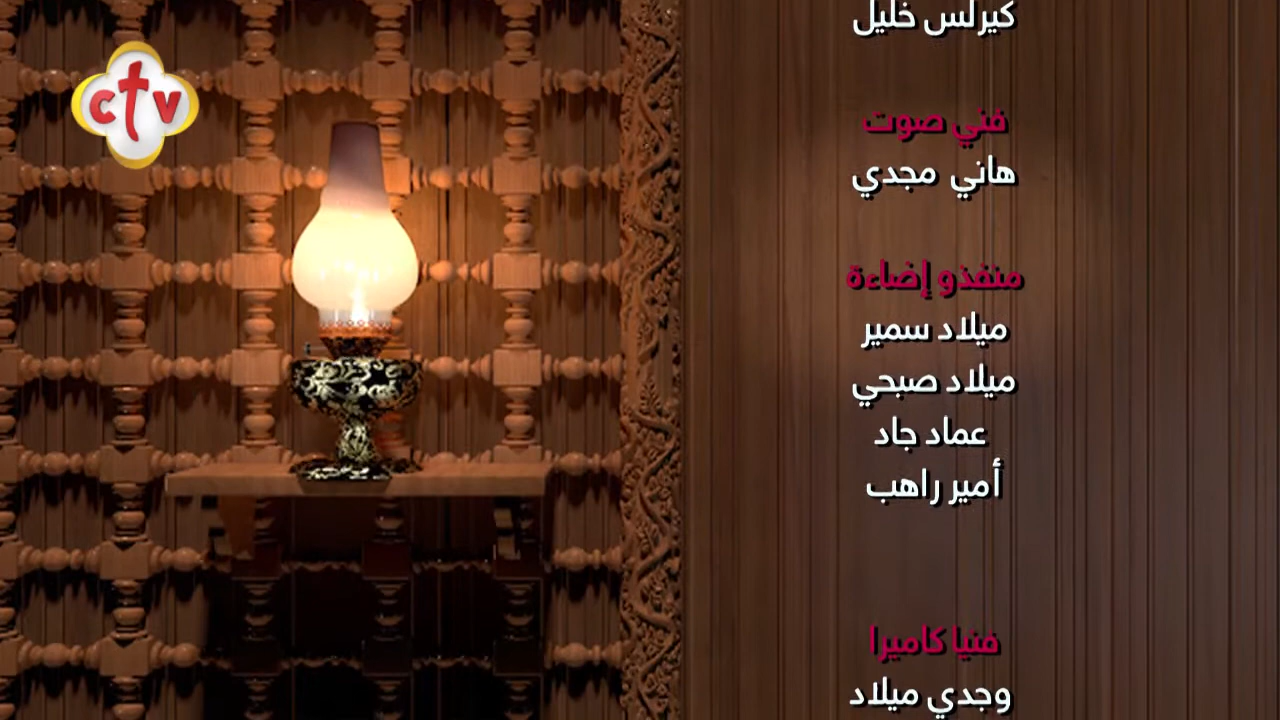 ctv
كيرلس خليل
فني صوت
هاني مجدي
منفذو إضاءة
ميلاد سمير
ميلاد صبحي
عماد جاد
أمير راهب
فنيا كاميرا
وجدي ميلاد